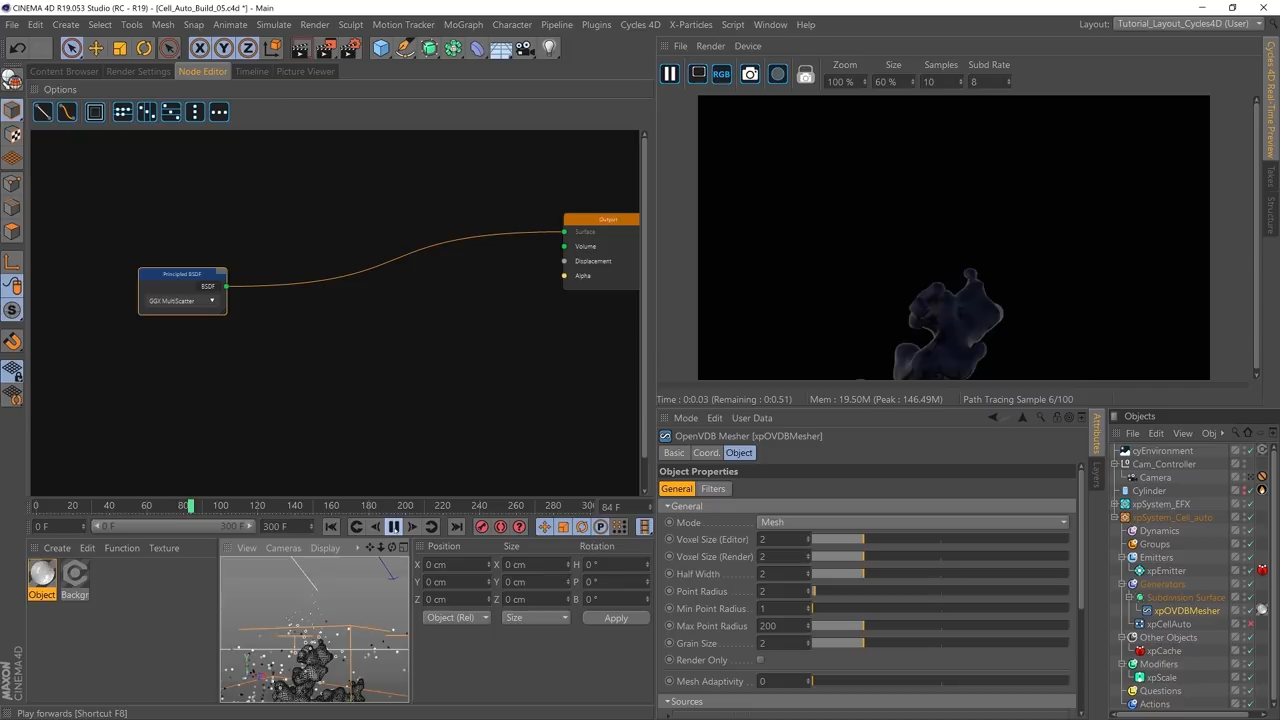 CINEMA 4D R19.053 Studio (RC - R19) - [Cell_Auto_Build_05.c4d *] - Main
File Edit Create Select Tools Mesh Snap Animate Simulate Render Sculpt Motion Tracker MoGraph Character Pipeline Plugins Cycles 4D X-Particles Script Window Help Layout: Tutorial_Layout_Cycles4D (User)
X Y Z
File Render Device
Content Browser Render Settings Node Editor Timeline Picture Viewer
Options
RGB
Zoom Size Samples Subd Rate
100 % 60 % 10 8
Cycles 4D Real-Time Preview
Takes
Structure
Output
Surface
Volume
Displacement
Alpha
Principled BSDF
BSDF
GGX MultiScatter
Time : 0:0.03 (Remaining : 0:0.51) Mem : 19.50M (Peak : 146.49M) Path Tracing Sample 6/100
Mode Edit User Data
OpenVDB Mesher [xpOVDBMesher]
Basic Coord. Object
Object Properties
General Filters
General
Mode Mesh
Voxel Size (Editor) 2
Voxel Size (Render) 2
Half Width 2
Point Radius 2
Min Point Radius 1
Max Point Radius 200
Grain Size 2
Render Only
Mesh Adaptivity 0
Sources
Attributes
Layers
Objects
File Edit View Obj
cyEnvironment
Cam_Controller
Camera
Cylinder
xpSystem_EFX
xpSystem_Cell_auto
Dynamics
Groups
Emitters
xpEmitter
Generators
Subdivision Surface
xpOVDBMesher
xpCellAuto
Other Objects
xpCache
Modifiers
xpScale
Questions
Actions
0 20 40 60 80 100 120 140 160 180 200 220 240 260 280 300 84 F
0 F 0 F 300 F 300 F
P
Create Edit Function Texture
Object Backgr
View Cameras Display
Position Size Rotation
X 0 cm X 0 cm H 0 °
Y 0 cm Y 0 cm P 0 °
Z 0 cm Z 0 cm B 0 °
Object (Rel) Size Apply
MAXON CINEMA 4D
Play forwards [Shortcut F8]